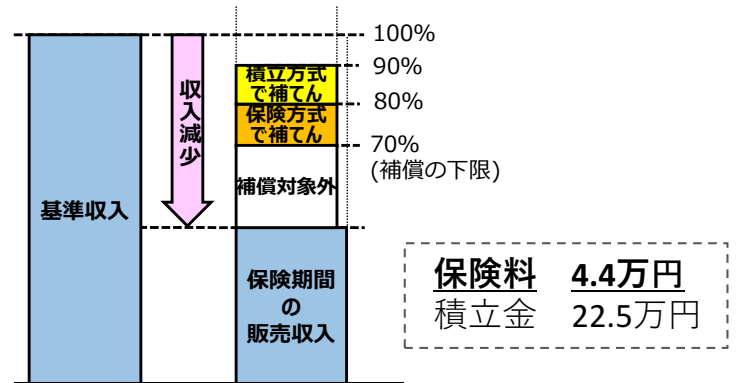 100%
90%
80%
70%
(補償の下限)
収入減少
積立方式
で補てん
保険方式
で補てん
補償対象外
基準収入
保険期間
の
販売収入
保険料 4.4万円
積立金 22.5万円